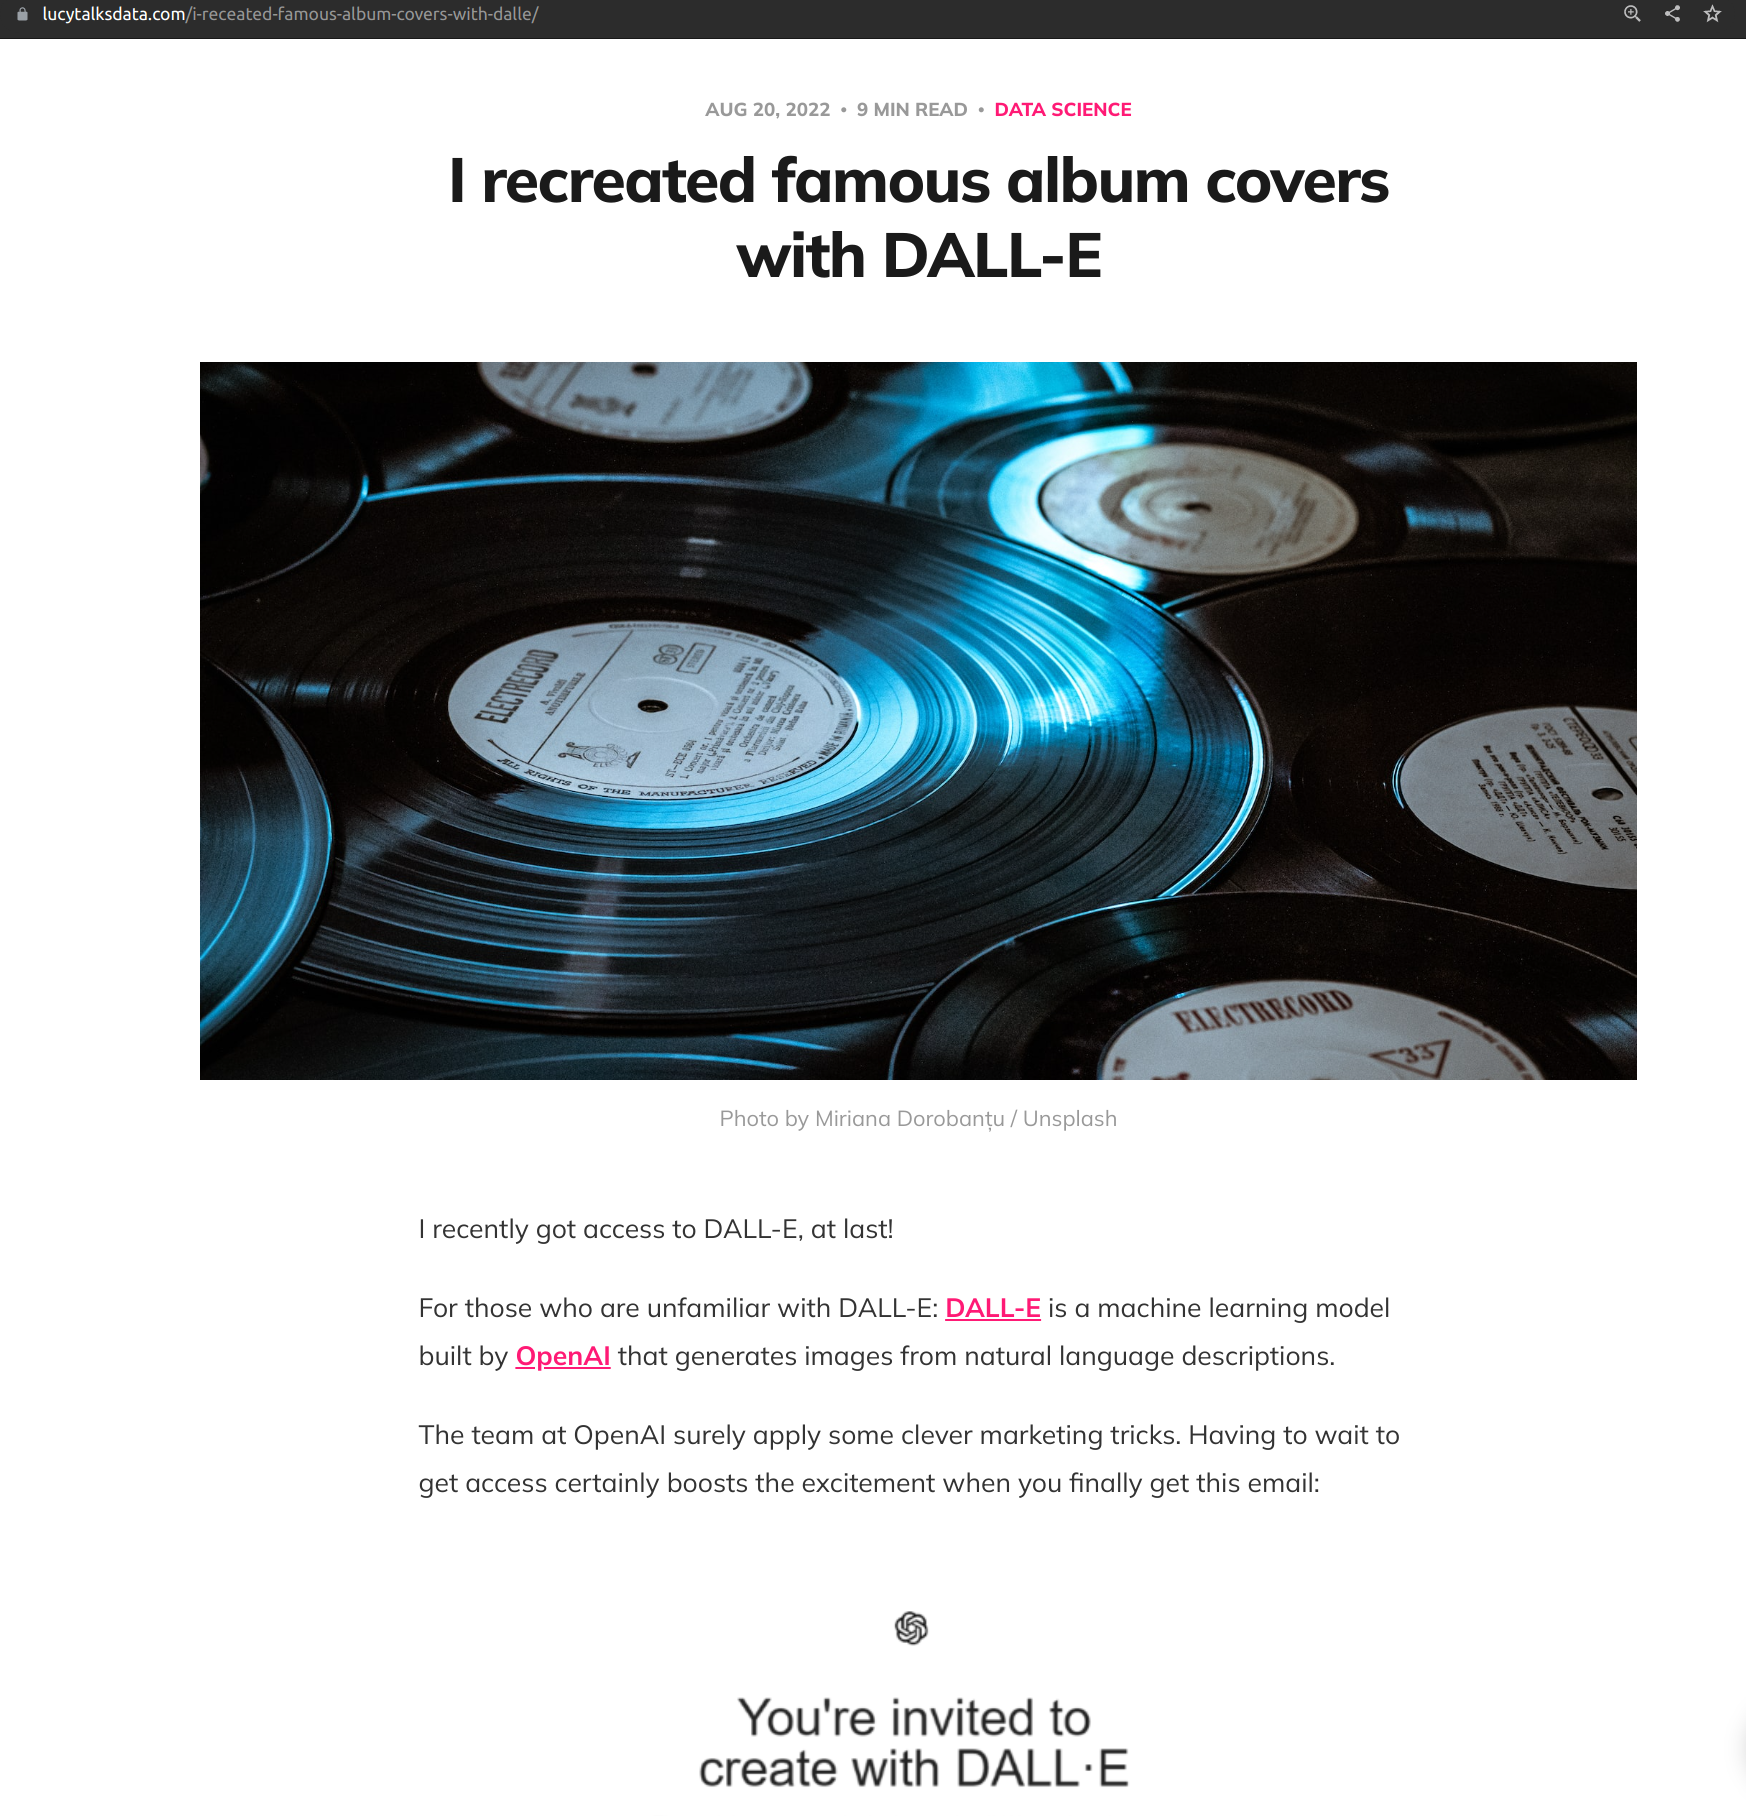 lucytalksdata.com/i-receated-famous-album-covers-with-dalle/
AUG 20, 2022 • 9 MIN READ • DATA SCIENCE
I recreated famous album covers
with DALL-E
ELECTRECORD
A. Vivaldi
ST-ECE
ALL RIGHTS OF THE MANUFACTURER RESERVED • MADE IN
ELECTRECORD
33
Photo by Miriana Dorobanțu / Unsplash
I recently got access to DALL-E, at last!
For those who are unfamiliar with DALL-E: DALL-E is a machine learning model
built by OpenAI that generates images from natural language descriptions.
The team at OpenAI surely apply some clever marketing tricks. Having to wait to
get access certainly boosts the excitement when you finally get this email:
You're invited to
create with DALL·E